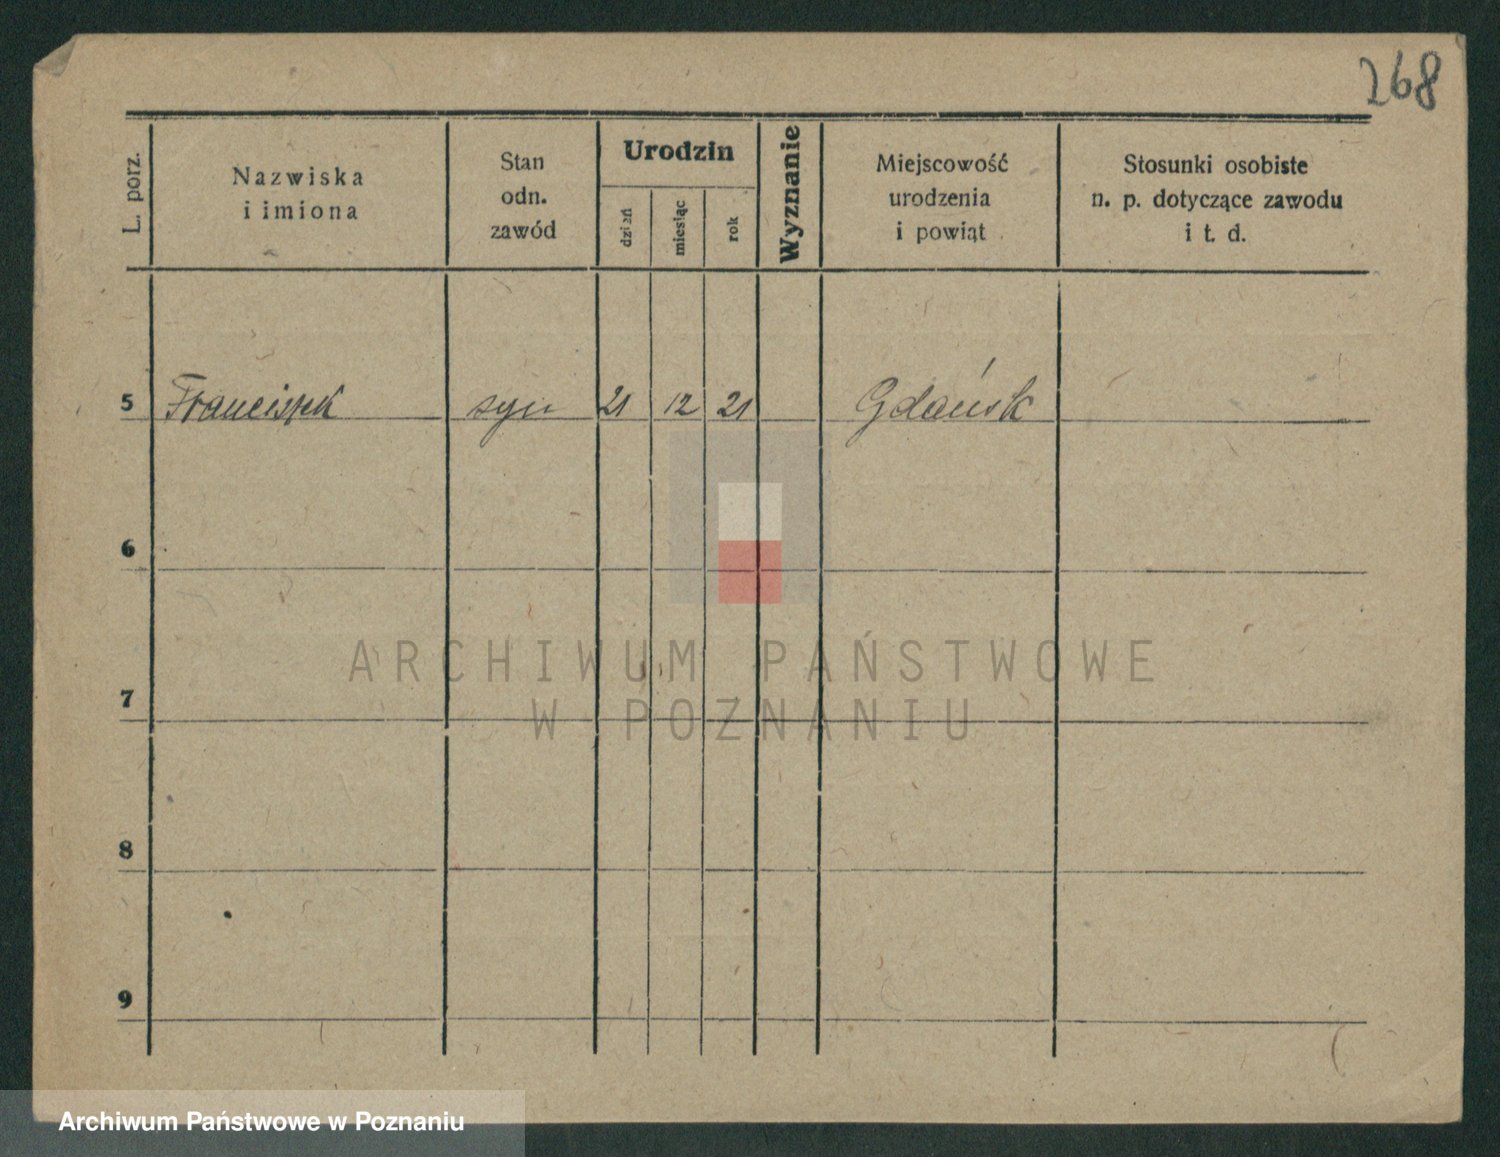 268
L. porz.
Nazwiska
i imiona
Stan
odn.
zawód
Urodzin
dzień
miesiąc
rok
Wyznanie
Miejscowość
urodzenia
i powiąt
Stosunki osobiste
n. p. dotyczące zawodu
i t. d.
5 Franciszek syn 21 12 21 Gdańsk
6
7
8
9
ARCHIWUM PAŃSTWOWE
W POZNANIU
Archiwum Państwowe w Poznaniu